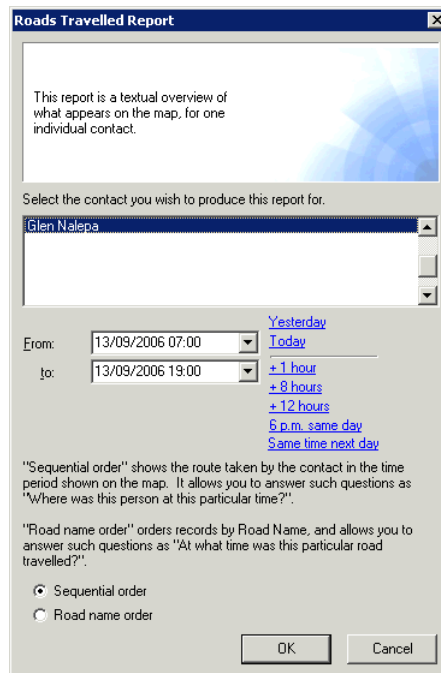 Roads Travelled Report
This report is a textual overview of
what appears on the map, for one
individual contact.
Select the contact you wish to produce this report for.
Glen Nalepa
From: 13/09/2006 07:00
to: 13/09/2006 19:00
Yesterday
Today
+ 1 hour
+ 8 hours
+ 12 hours
6 p.m. same day
Same time next day
"Sequential order" shows the route taken by the contact in the time
period shown on the map. It allows you to answer such questions as
"Where was this person at this particular time?".
"Road name order" orders records by Road Name, and allows you to
answer such questions as "At what time was this particular road
travelled?".
Sequential order
Road name order
OK Cancel